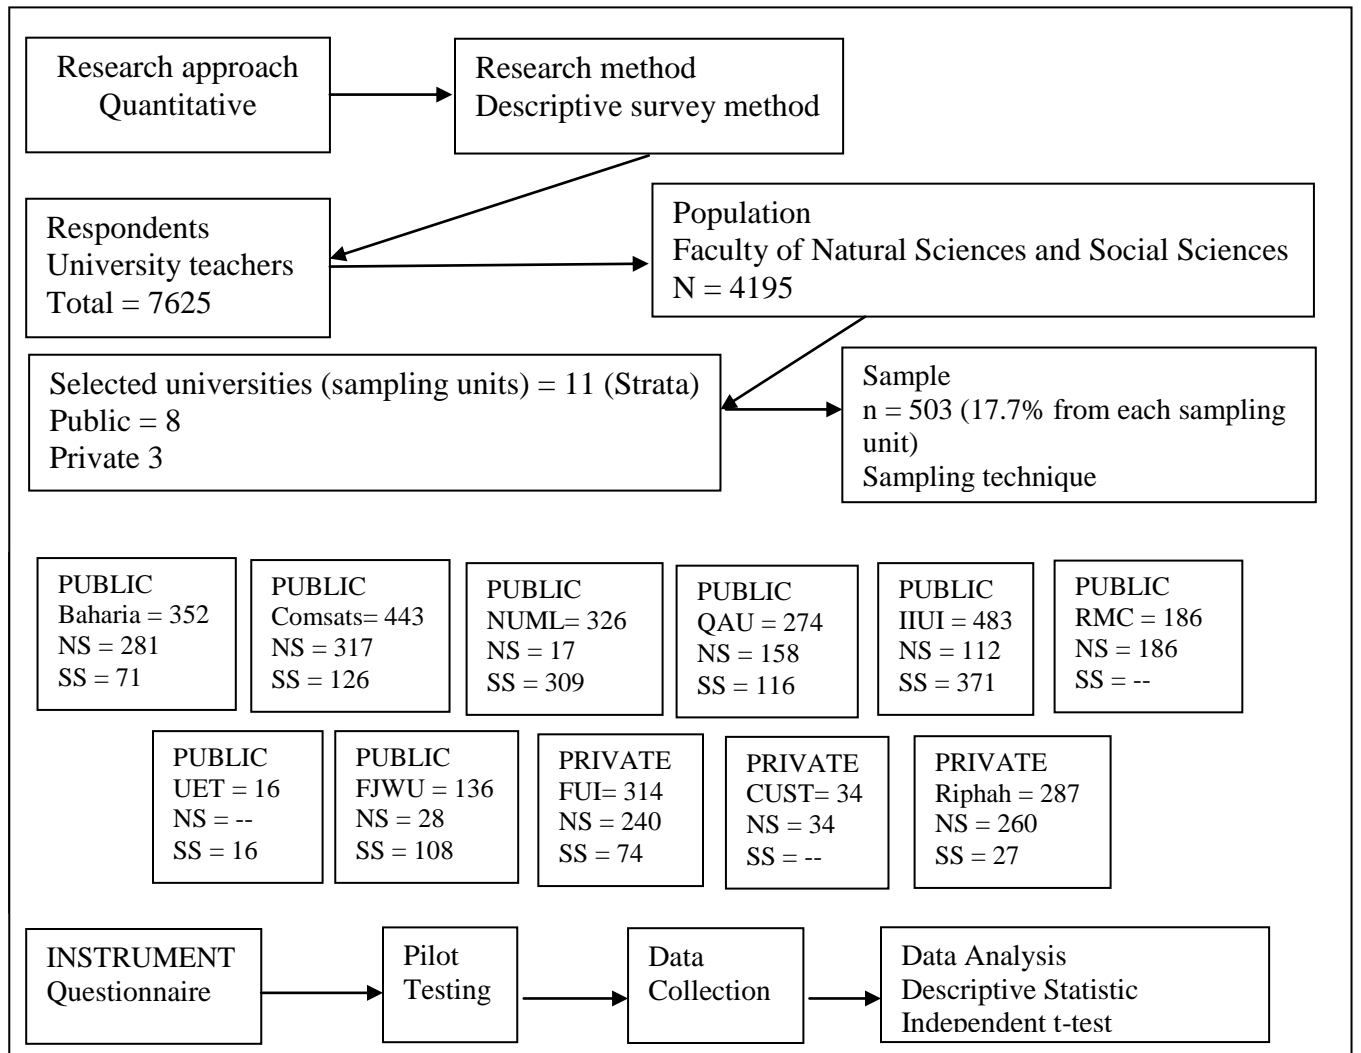 Research approach
Quantitative
Research method
Descriptive survey method
Respondents
University teachers
Total = 7625
Population
Faculty of Natural Sciences and Social Sciences
N = 4195
Selected universities (sampling units) = 11 (Strata)
Public = 8
Private 3
Sample
n = 503 (17.7% from each sampling
unit)
Sampling technique
PUBLIC
Baharia = 352
NS = 281
SS = 71
PUBLIC
Comsats= 443
NS = 317
SS = 126
PUBLIC
NUML= 326
NS = 17
SS = 309
PUBLIC
QAU = 274
NS = 158
SS = 116
PUBLIC
IIUI = 483
NS = 112
SS = 371
PUBLIC
RMC = 186
NS = 186
SS = --
PUBLIC
UET = 16
NS = --
SS = 16
PUBLIC
FJWU = 136
NS = 28
SS = 108
PRIVATE
FUI= 314
NS = 240
SS = 74
PRIVATE
CUST= 34
NS = 34
SS = --
PRIVATE
Riphah = 287
NS = 260
SS = 27
INSTRUMENT
Questionnaire
Pilot
Testing
Data
Collection
Data Analysis
Descriptive Statistic
Independent t-test